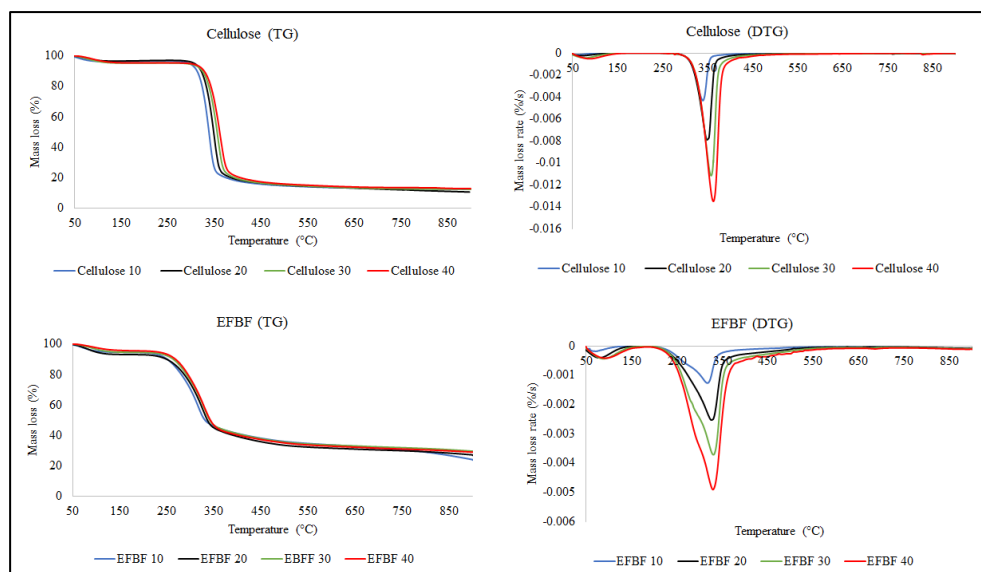 Cellulose (TG)
Mass loss (%)
100
80
60
40
20
0
50 150 250 350 450 550 650 750 850
Temperature (°C)
Cellulose 10 Cellulose 20 Cellulose 30 Cellulose 40
Cellulose (DTG)
Mass loss rate (%/s)
0
-0.002
-0.004
-0.006
-0.008
-0.01
-0.012
-0.014
-0.016
50 150 250 350 450 550 650 750 850
Temperature (°C)
Cellulose 10 Cellulose 20 Cellulose 30 Cellulose 40
EFBF (TG)
Mass loss (%)
100
80
60
40
20
0
50 150 250 350 450 550 650 750 850
Temperature (°C)
EFBF 10 EFBF 20 EBFF 30 EFBF 40
EFBF (DTG)
Mass loss rate (%/s)
0
-0.001
-0.002
-0.003
-0.004
-0.005
-0.006
50 150 250 350 450 550 650 750 850
Temperature (°C)
EFBF 10 EFBF 20 EFBF 30 EFBF 40